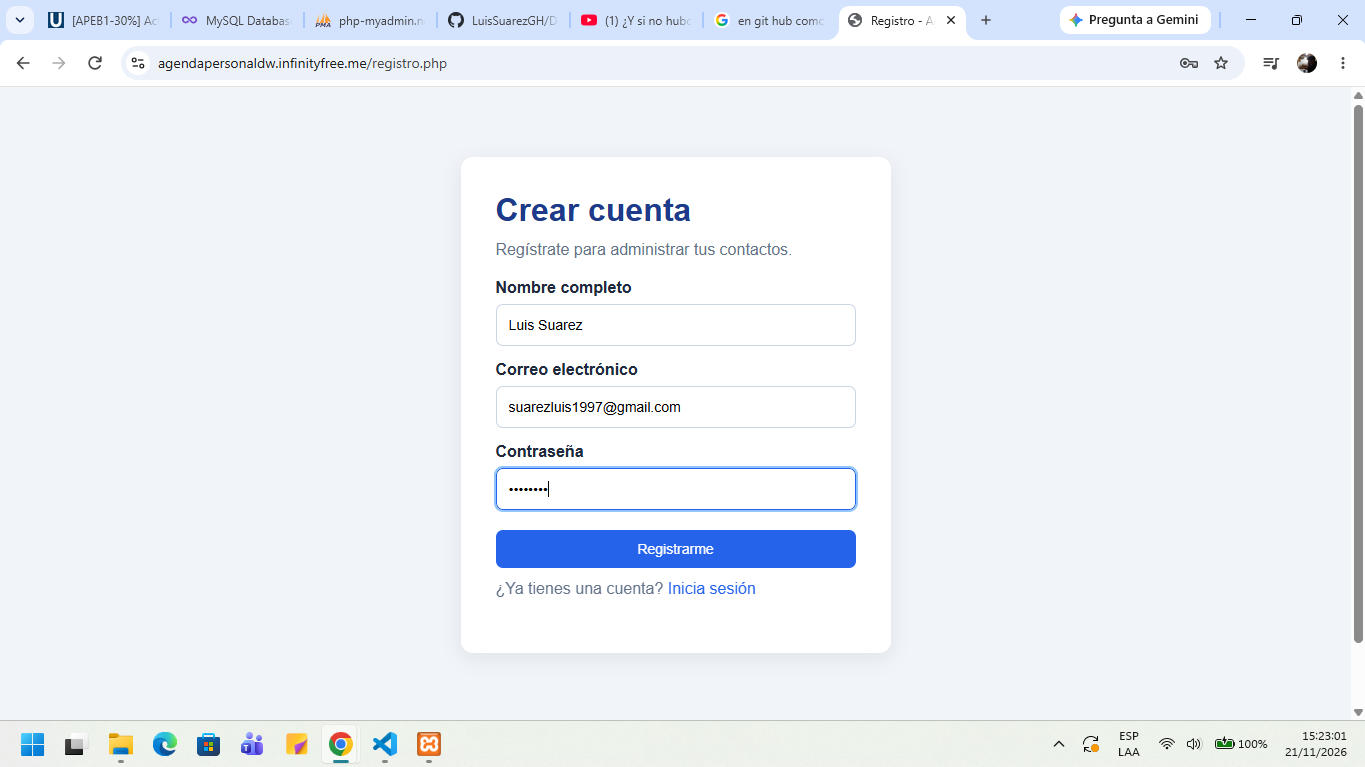 [APEB1-30%] Ac
MySQL Databas
php-myadmin.n
LuisSuarezGH/D
(1) ¿Y si no hubo
en git hub como
Registro - A
Pregunta a Gemini
agendapersonaldw.infinityfree.me/registro.php
Crear cuenta
Regístrate para administrar tus contactos.
Nombre completo
Luis Suarez
Correo electrónico
suarezluis1997@gmail.com
Contraseña
••••••••
Registrarme
¿Ya tienes una cuenta? Inicia sesión
ESP
LAA
100%
15:23:01
21/11/2026